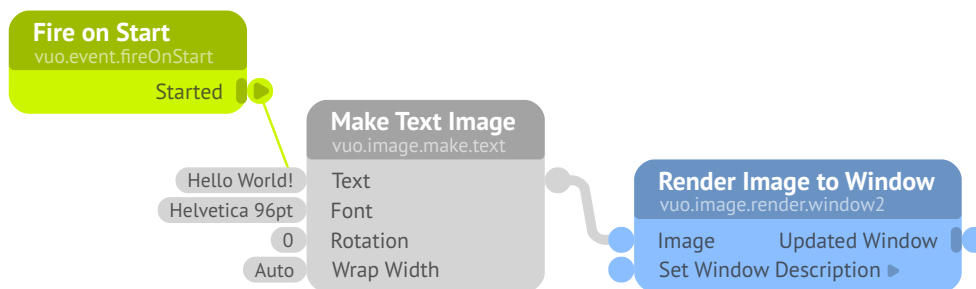 Fire on Start
vuo.event.fireOnStart
Started
Make Text Image
vuo.image.make.text
Hello World! Text
Helvetica 96pt Font
0 Rotation
Auto Wrap Width
Render Image to Window
vuo.image.render.window2
Image Updated Window
Set Window Description